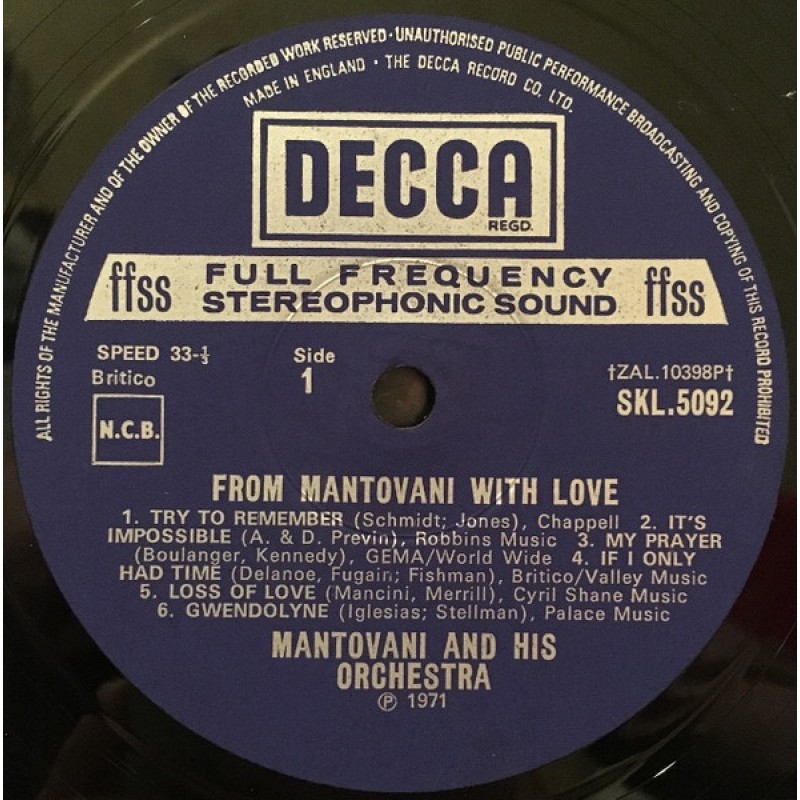 ALL RIGHTS OF THE MANUFACTURER AND OF THE OWNER OF THE RECORDED WORK RESERVED · UNAUTHORISED PUBLIC PERFORMANCE BROADCASTING AND COPYING OF THIS RECORD PROHIBITED
MADE IN ENGLAND · THE DECCA RECORD CO. LTD.
DECCA
REGD.
ffss FULL FREQUENCY ffss
STEREOPHONIC SOUND
SPEED 33-⅓ Side †ZAL.10398P†
Britico 1 SKL.5092
N.C.B.
FROM MANTOVANI WITH LOVE
1. TRY TO REMEMBER (Schmidt; Jones), Chappell 2. IT'S
IMPOSSIBLE (A. & D. Previn), Robbins Music 3. MY PRAYER
(Boulanger, Kennedy), GEMA/World Wide 4. IF I ONLY
HAD TIME (Delanoe, Fugain; Fishman), Britico/Valley Music
5. LOSS OF LOVE (Mancini, Merrill), Cyril Shane Music
6. GWENDOLYNE (Iglesias; Stellman), Palace Music
MANTOVANI AND HIS
ORCHESTRA
℗ 1971